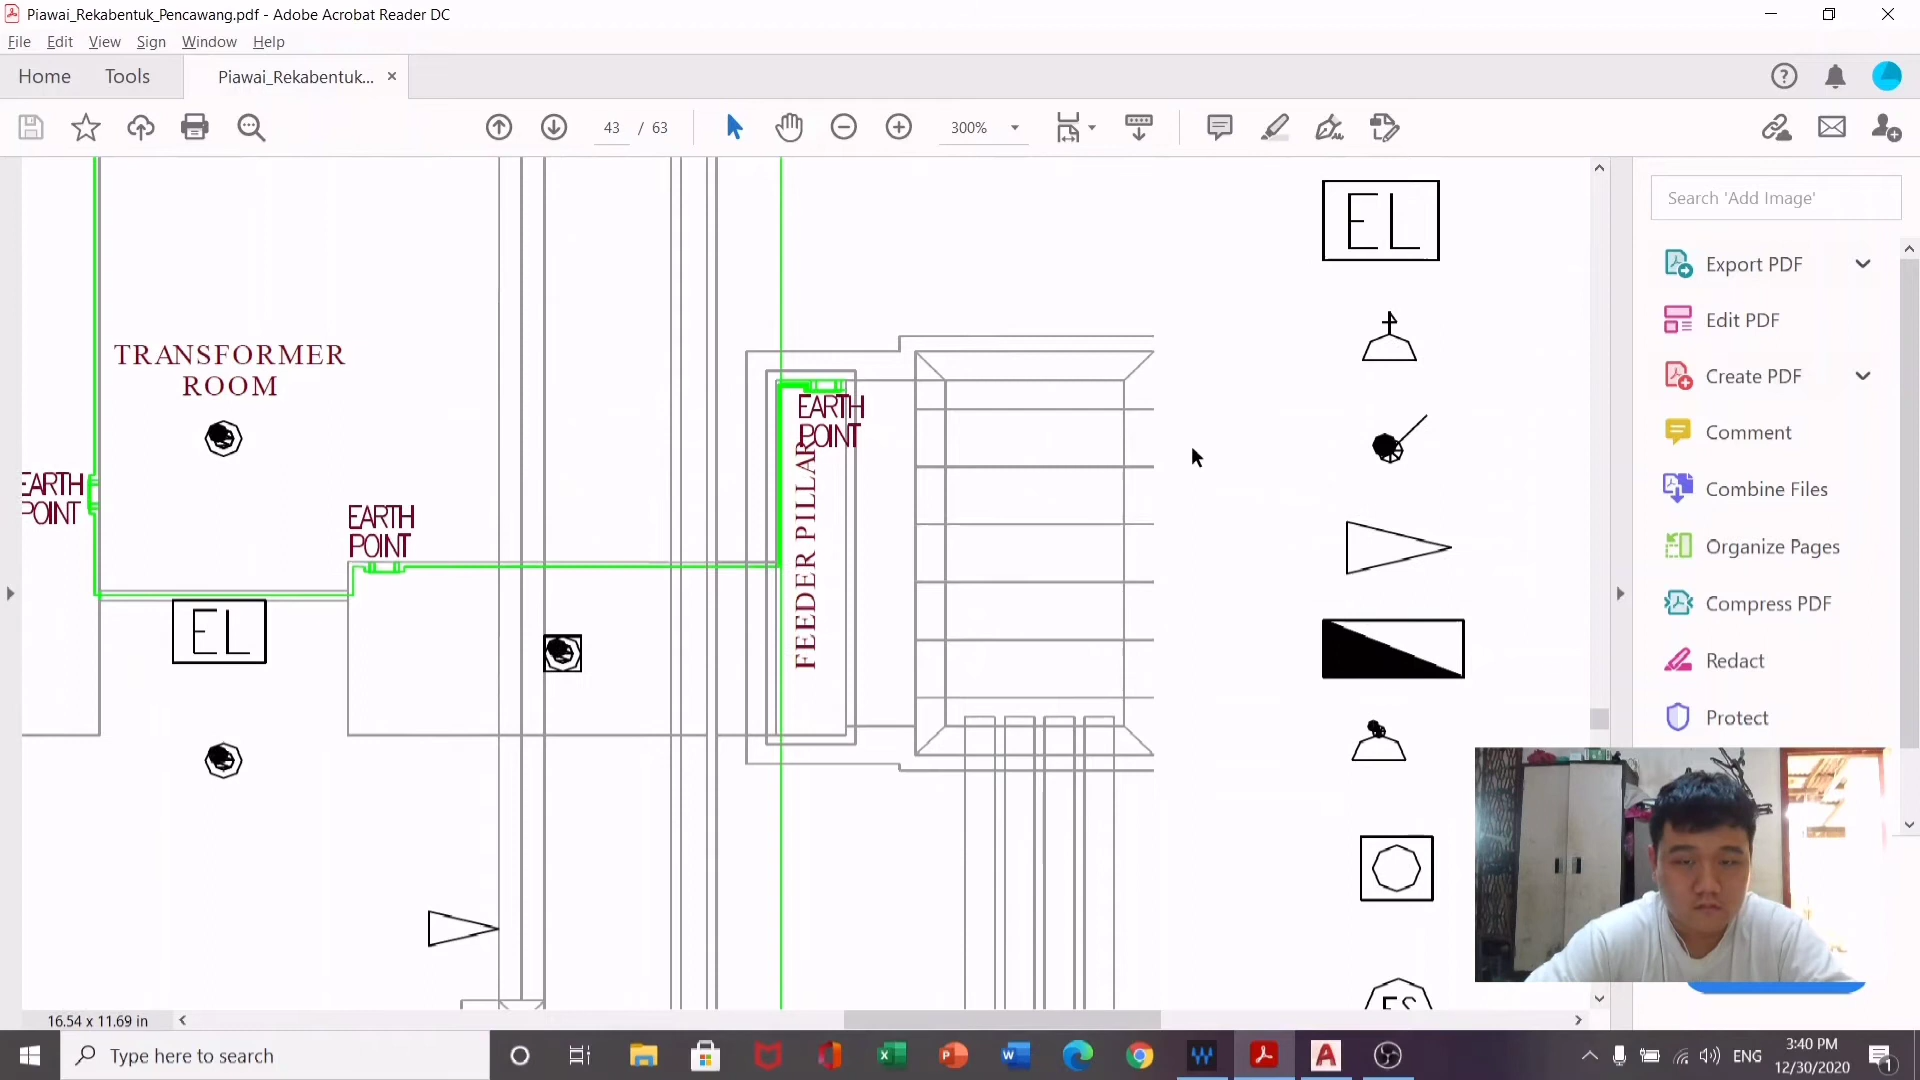 Piawai_Rekabentuk_Pencawang.pdf - Adobe Acrobat Reader DC
File Edit View Sign Window Help
Home Tools Piawai_Rekabentuk...
43 / 63 300%
Search 'Add Image'
Export PDF
Edit PDF
Create PDF
Comment
Combine Files
Organize Pages
Compress PDF
Redact
Protect
EL
TRANSFORMER
ROOM
EARTH
POINT
EARTH
POINT
EARTH
POINT
FEEDER PILLAR
EL
16.54 x 11.69 in
Type here to search
ENG
3:40 PM
12/30/2020
1